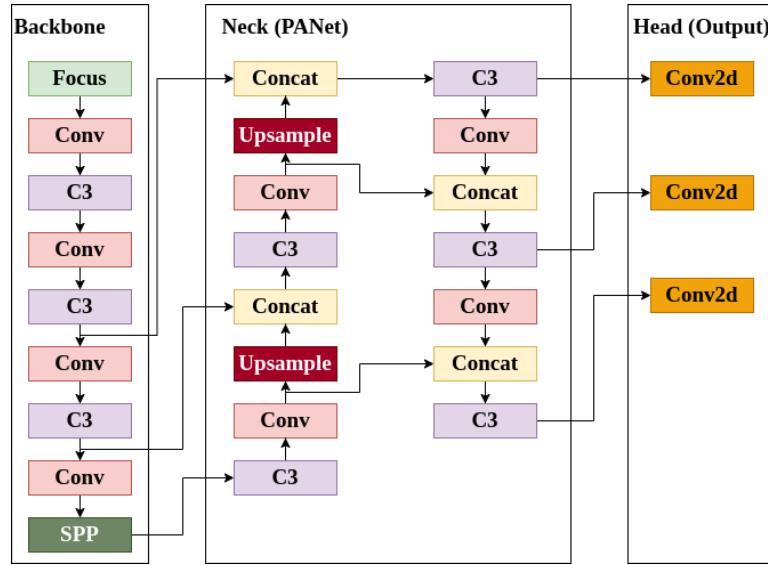 Backbone
Focus
Conv
C3
Conv
C3
Conv
C3
Conv
SPP
Neck (PANet)
Concat
Upsample
Conv
C3
Concat
Upsample
Conv
C3
C3
Conv
Concat
C3
Conv
Concat
C3
Head (Output)
Conv2d
Conv2d
Conv2d